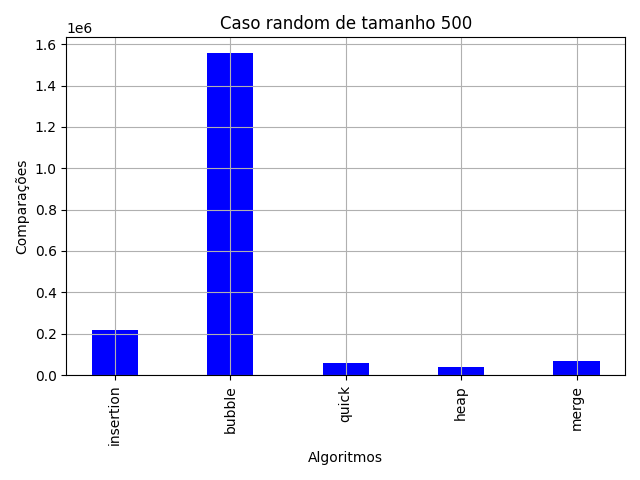 Caso random de tamanho 500
1e6
1.6
1.4
1.2
1.0
0.8
0.6
0.4
0.2
0.0
Comparações
insertion
bubble
quick
heap
merge
Algoritmos